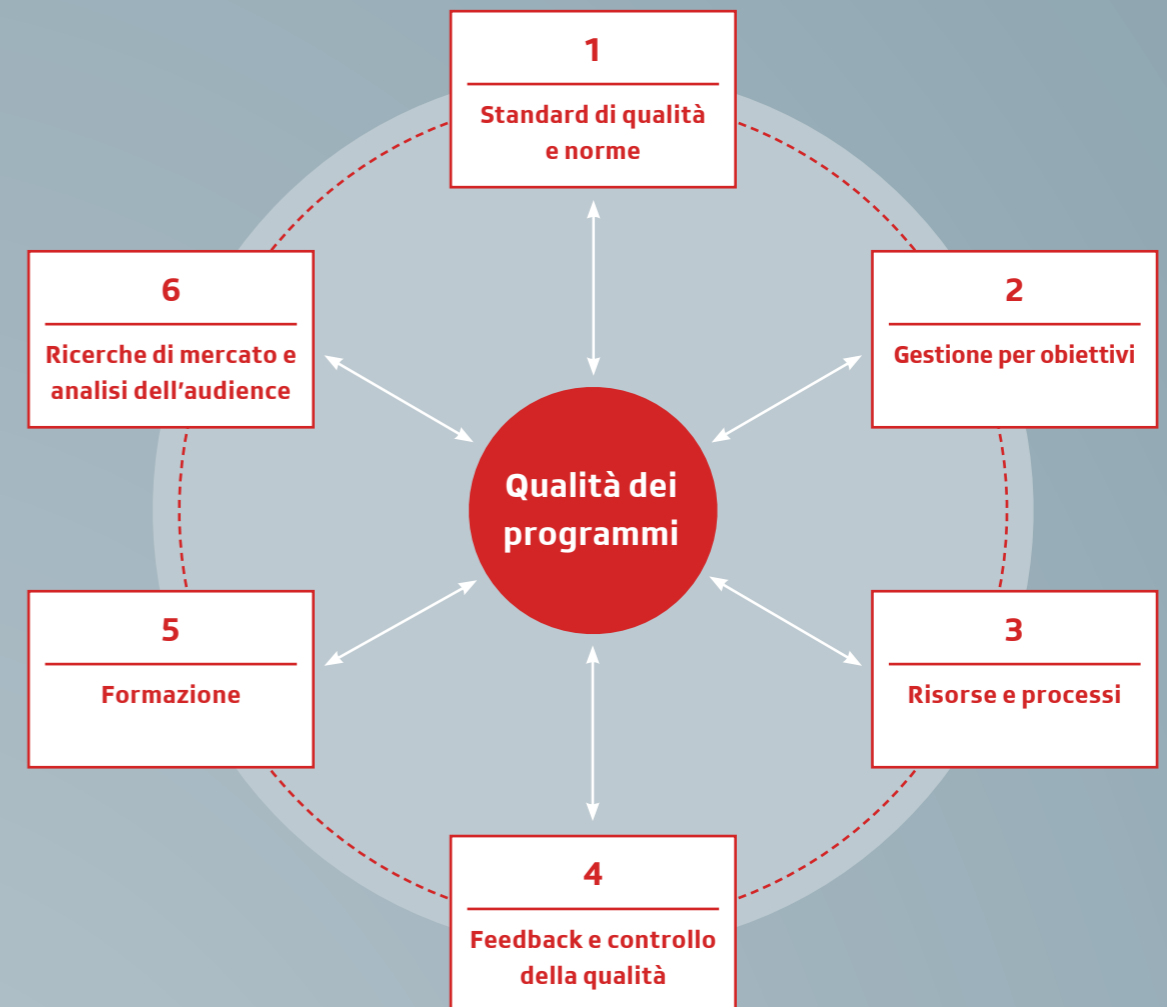 1
Standard di qualità
e norme
6
Ricerche di mercato e
analisi dell’audience
2
Gestione per obiettivi
Qualità dei
programmi
5
Formazione
3
Risorse e processi
4
Feedback e controllo
della qualità